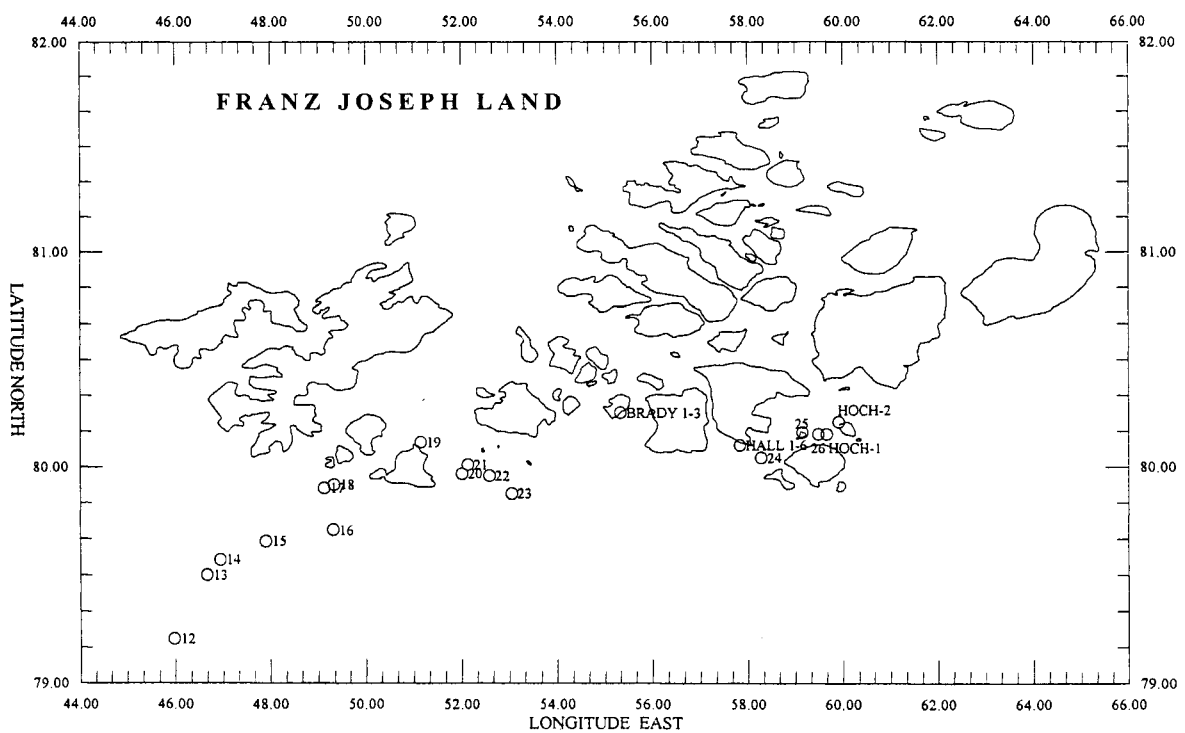 44.00 46.00 48.00 50.00 52.00 54.00 56.00 58.00 60.00 62.00 64.00 66.00
82.00 82.00
FRANZ JOSEPH LAND
81.00 81.00
LATITUDE NORTH
HOCH-2
BRADY 1-3
25
HALL 1-6 26 HOCH-1
19
24
80.00 80.00
21
20 22
18
17
23
16
15
14
13
12
79.00 79.00
44.00 46.00 48.00 50.00 52.00 54.00 56.00 58.00 60.00 62.00 64.00 66.00
LONGITUDE EAST